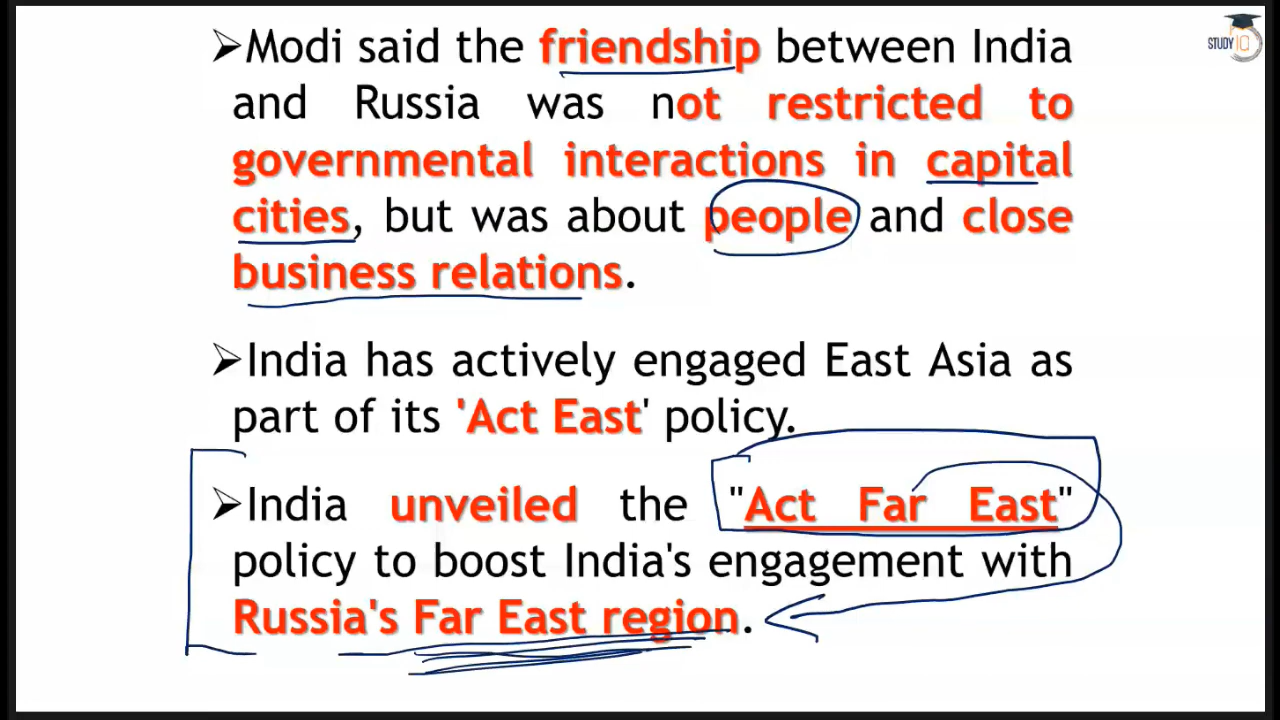 ➢Modi said the friendship between India
and Russia was not restricted to
governmental interactions in capital
cities, but was about people and close
business relations.
➢India has actively engaged East Asia as
part of its 'Act East' policy.
➢India unveiled the "Act Far East"
policy to boost India's engagement with
Russia's Far East region.
STUDY IQ